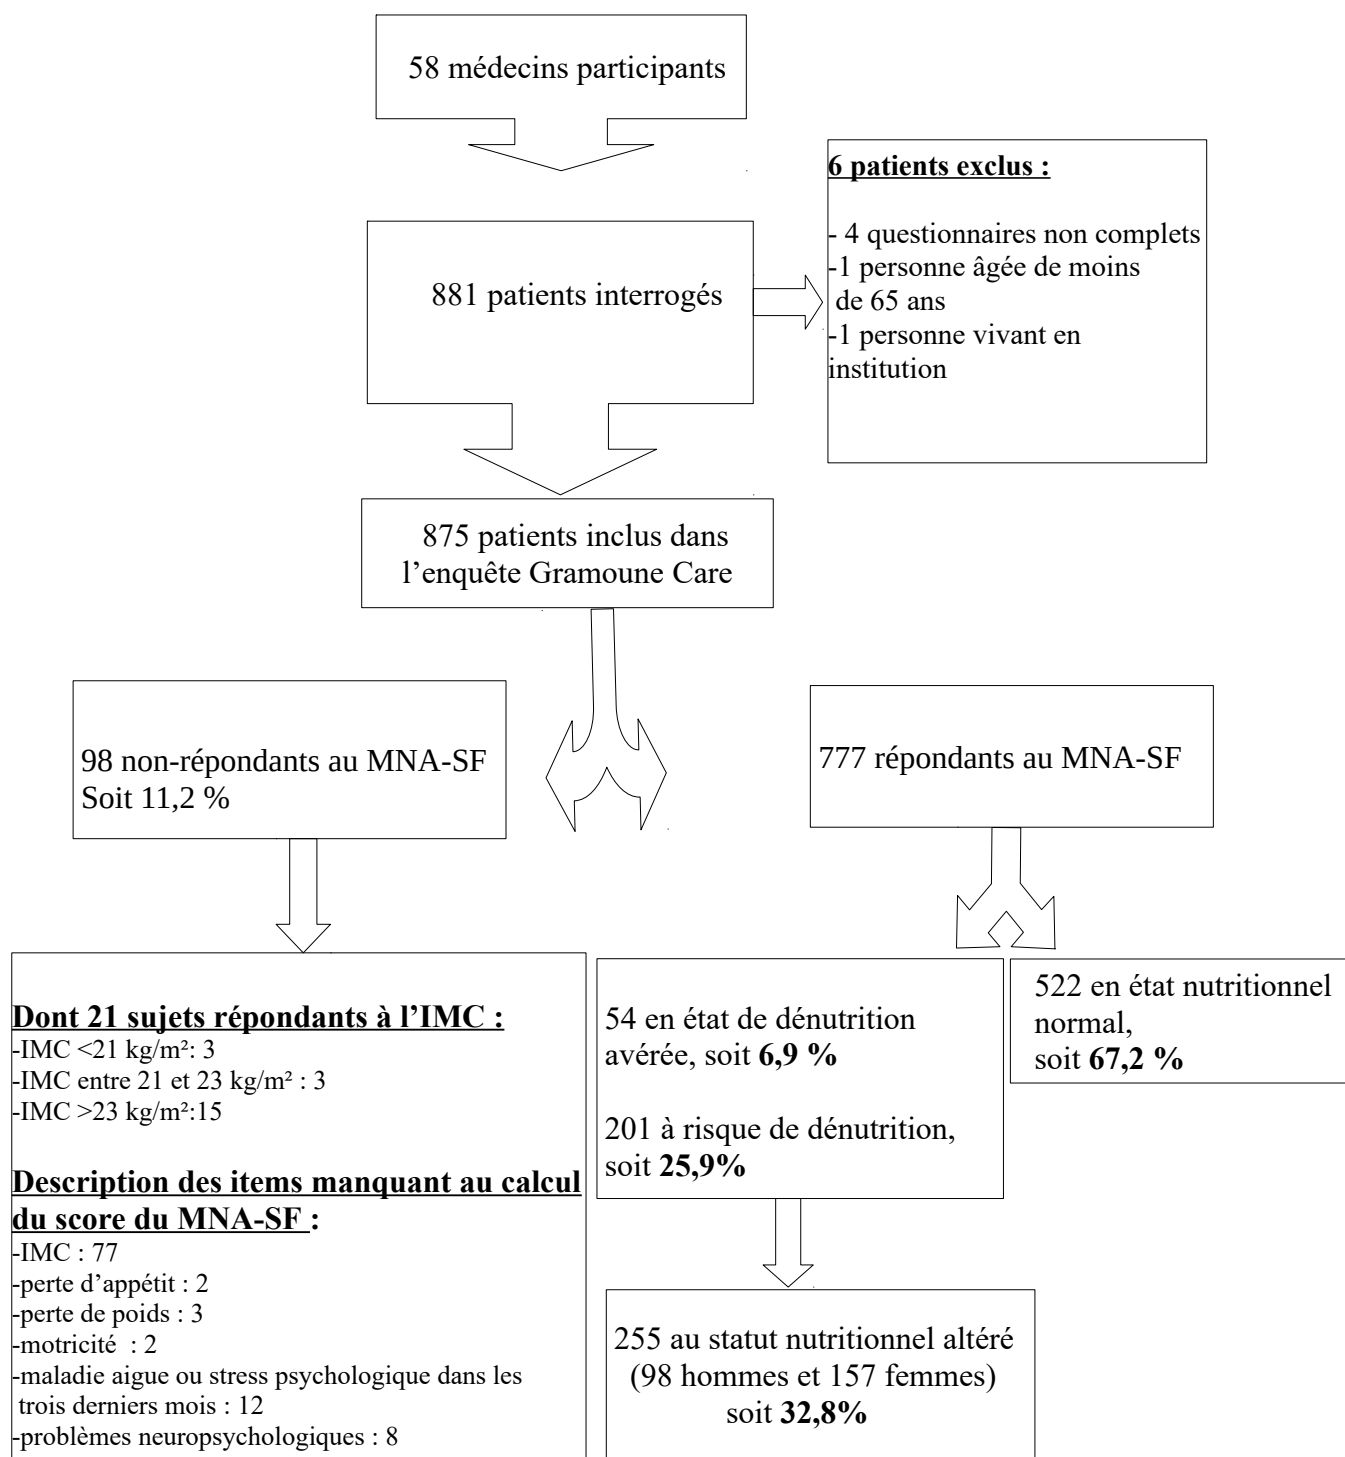 58 médecins participants
6 patients exclus :
- 4 questionnaires non complets
-1 personne âgée de moins
de 65 ans
-1 personne vivant en
institution
881 patients interrogés
875 patients inclus dans
l’enquête Gramoune Care
98 non-répondants au MNA-SF
Soit 11,2 %
777 répondants au MNA-SF
Dont 21 sujets répondants à l’IMC :
-IMC <21 kg/m²: 3
-IMC entre 21 et 23 kg/m² : 3
-IMC >23 kg/m²:15
Description des items manquant au calcul
du score du MNA-SF :
-IMC : 77
-perte d’appétit : 2
-perte de poids : 3
-motricité  : 2
-maladie aigue ou stress psychologique dans les
trois derniers mois : 12
-problèmes neuropsychologiques : 8
54 en état de dénutrition
avérée, soit 6,9 %
201 à risque de dénutrition,
soit 25,9%
522 en état nutritionnel
normal,
soit 67,2 %
255 au statut nutritionnel altéré
(98 hommes et 157 femmes)
soit 32,8%